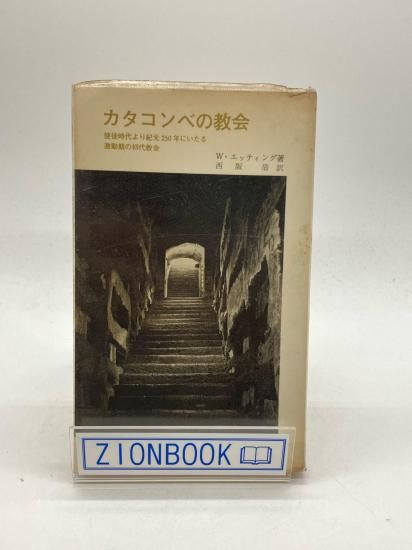 カタコンベの教会
使徒時代より紀元250年にいたる
激動期の初代教会
W・エッティング著
西阪 訳
ZIONBOOK